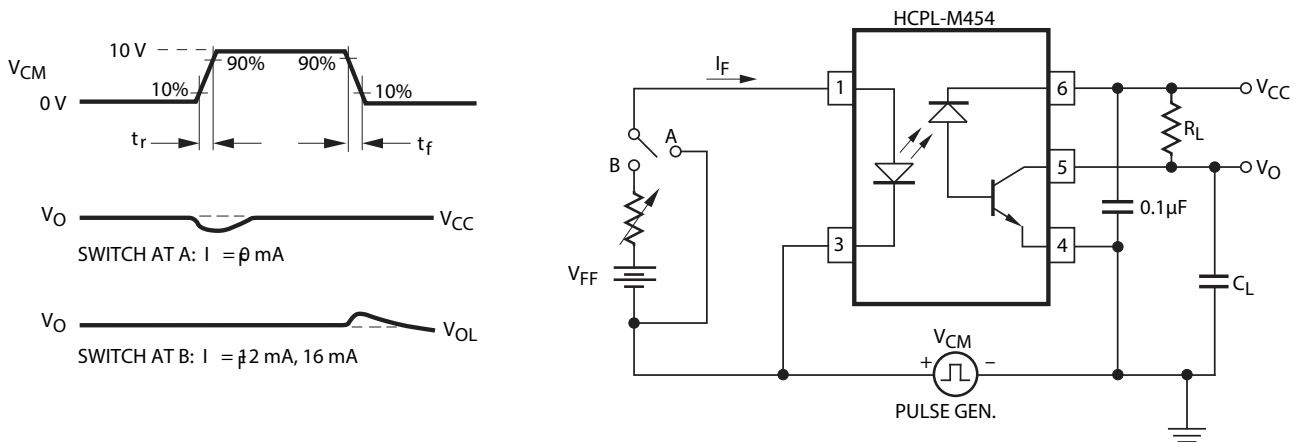 10 V
V_CM
90%
90%
10%
10%
0 V
t_r
t_f
V_O
V_CC
SWITCH AT A: I_F = 0 mA
V_O
V_OL
SWITCH AT B: I_F = 12 mA, 16 mA
HCPL-M454
I_F
1
6
V_CC
A
B
R_L
5
V_O
0.1µF
3
4
V_FF
C_L
V_CM
+
–
PULSE GEN.